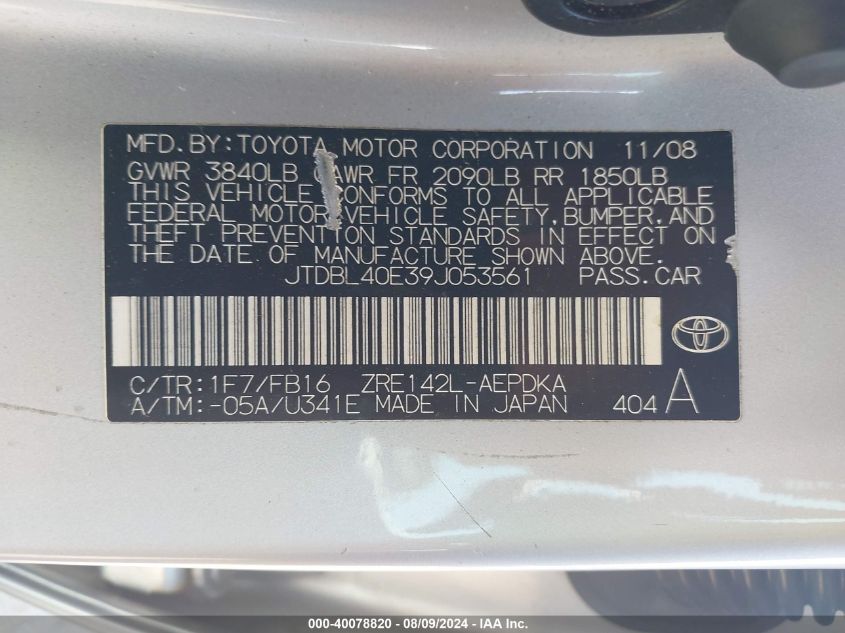 MFD.BY:TOYOTA MOTOR CORPORATION 11/08
GVWR 3840LB GAWR FR 2090LB RR 1850LB
THIS VEHICLE CONFORMS TO ALL APPLICABLE
FEDERAL MOTOR VEHICLE SAFETY,BUMPER,AND
THEFT PREVENTION STANDARDS IN EFFECT ON
THE DATE OF MANUFACTURE SHOWN ABOVE.
JTDBL40E39J053561 PASS.CAR
C/TR:1F7/FB16 ZRE142L-AEPDKA
A/TM:-05A/U341E MADE IN JAPAN 404 A
000-40078820 - 08/09/2024 - IAA Inc.